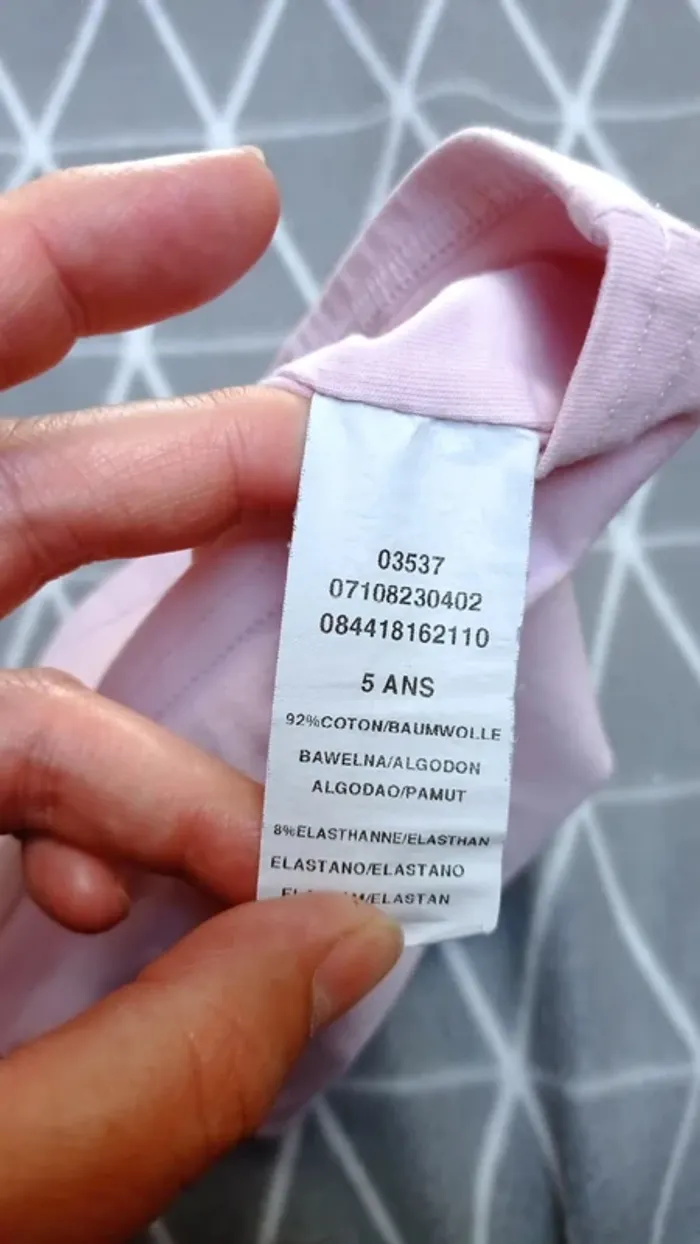 03537
07108230402
084418162110
5 ANS
92%COTON/BAUMWOLLE
BAWELNA/ALGODON
ALGODAO/PAMUT
8%ELASTHANNE/ELASTHAN
ELASTANO/ELASTANO
/ELASTAN